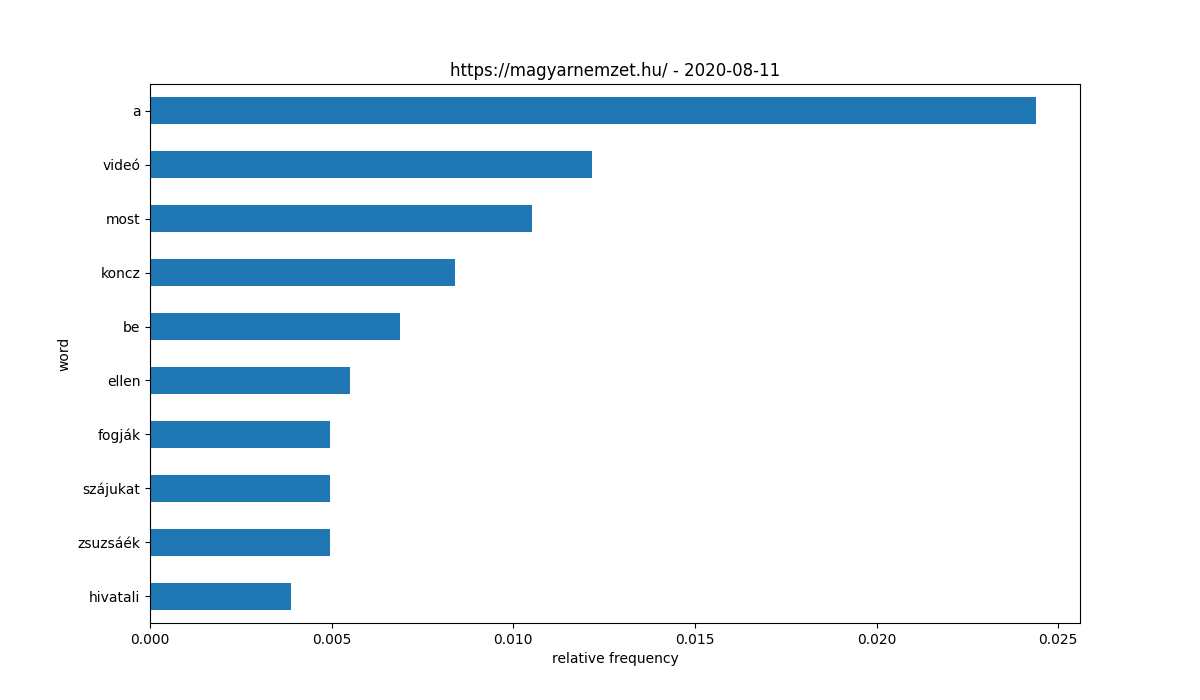 https://magyarnemzet.hu/ - 2020-08-11
a
videó
most
koncz
be
ellen
fogják
szájukat
zsuzsáék
hivatali
word
0.000 0.005 0.010 0.015 0.020 0.025
relative frequency